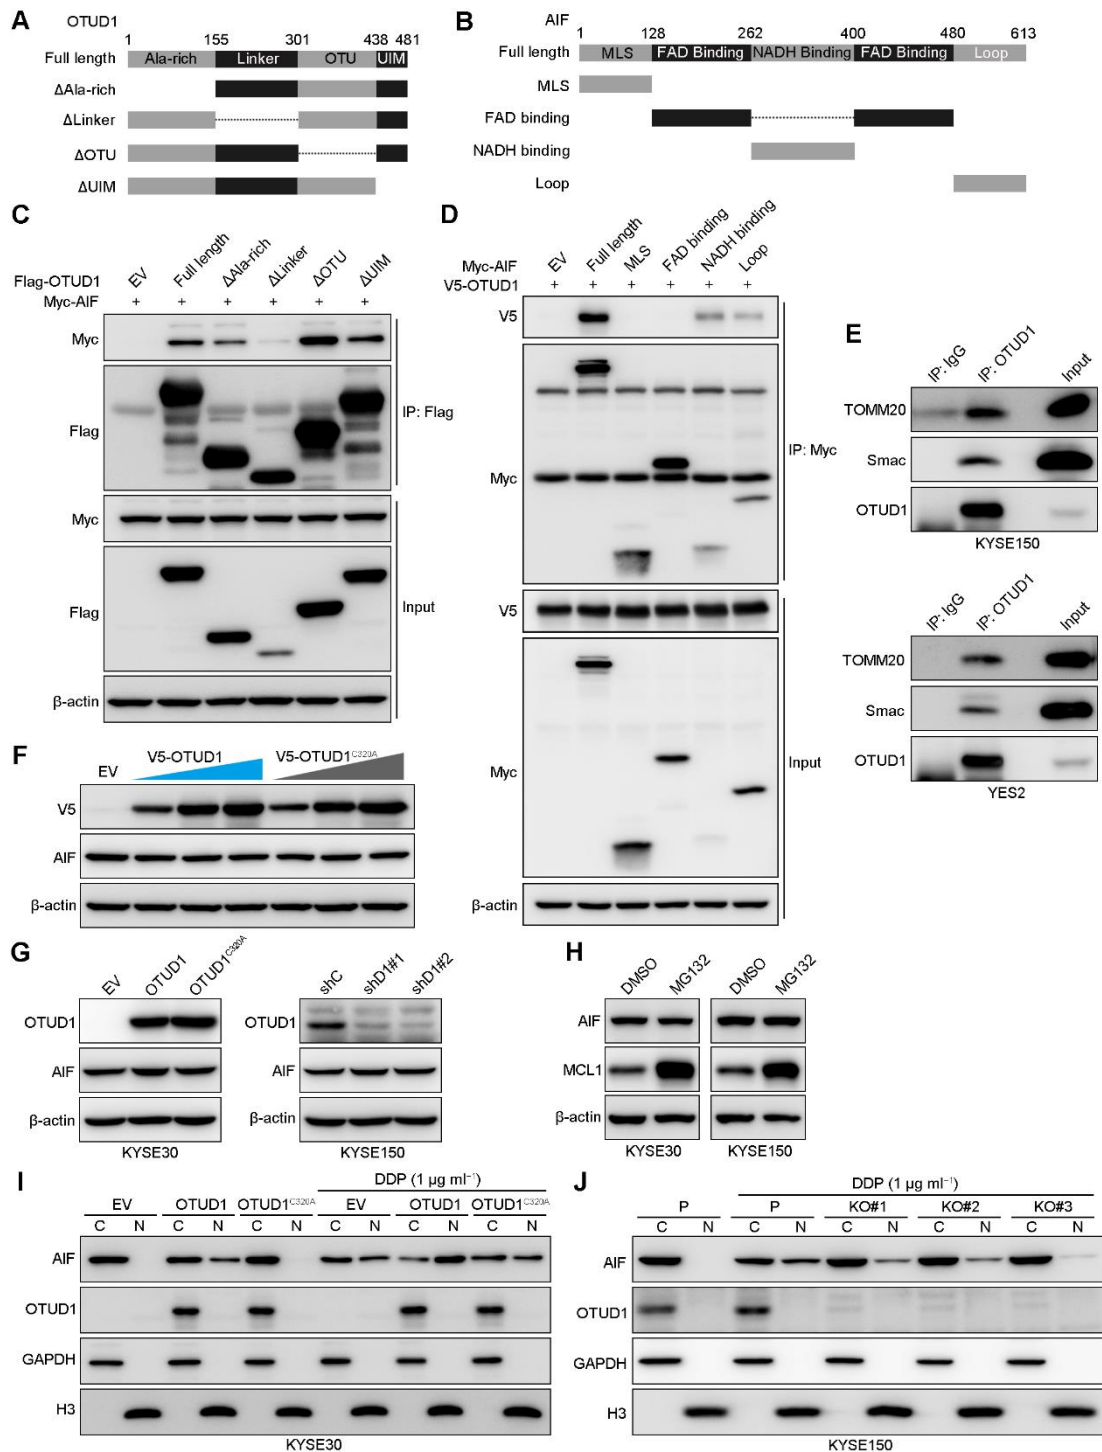 A
OTUD1
1 155 301 438 481
Full length Ala-rich Linker OTU UIM
ΔAla-rich
ΔLinker
ΔOTU
ΔUIM
B
AIF
1 128 262 400 480 613
Full length MLS FAD Binding NADH Binding FAD Binding Loop
MLS
FAD binding
NADH binding
Loop
C
Flag-OTUD1 EV Full length ΔAla-rich ΔLinker ΔOTU ΔUIM
Myc-AIF + + + + + +
Myc
Flag
IP: Flag
Myc
Flag
β-actin
Input
D
Myc-AIF EV Full length MLS FAD binding NADH binding Loop
V5-OTUD1 + + + + + +
V5
Myc
IP: Myc
V5
Myc
β-actin
Input
E
IP: IgG IP: OTUD1 Input
TOMM20
Smac
OTUD1
KYSE150
IP: IgG IP: OTUD1 Input
TOMM20
Smac
OTUD1
YES2
F
EV V5-OTUD1 V5-OTUD1C320A
V5
AIF
β-actin
G
EV OTUD1 OTUD1C320A
OTUD1
AIF
β-actin
KYSE30
shC shD1#1 shD1#2
OTUD1
AIF
β-actin
KYSE150
H
DMSO MG132 DMSO MG132
AIF
MCL1
β-actin
KYSE30 KYSE150
I
DDP (1 μg ml⁻¹)
EV OTUD1 OTUD1C320A EV OTUD1 OTUD1C320A
C N C N C N C N C N C N
AIF
OTUD1
GAPDH
H3
KYSE30
J
DDP (1 μg ml⁻¹)
P P KO#1 KO#2 KO#3
C N C N C N C N C N
AIF
OTUD1
GAPDH
H3
KYSE150